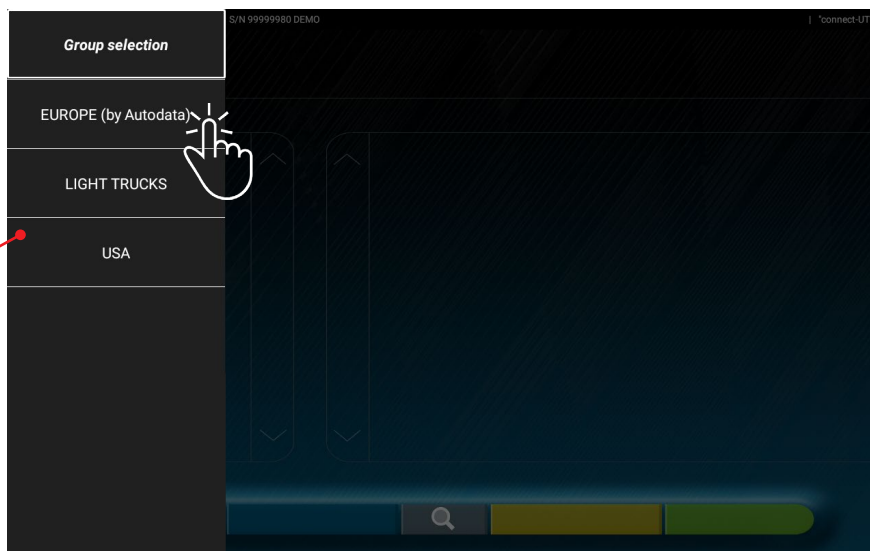 S/N 99999980 DEMO
| "connect-UT
Group selection
EUROPE (by Autodata)
LIGHT TRUCKS
USA